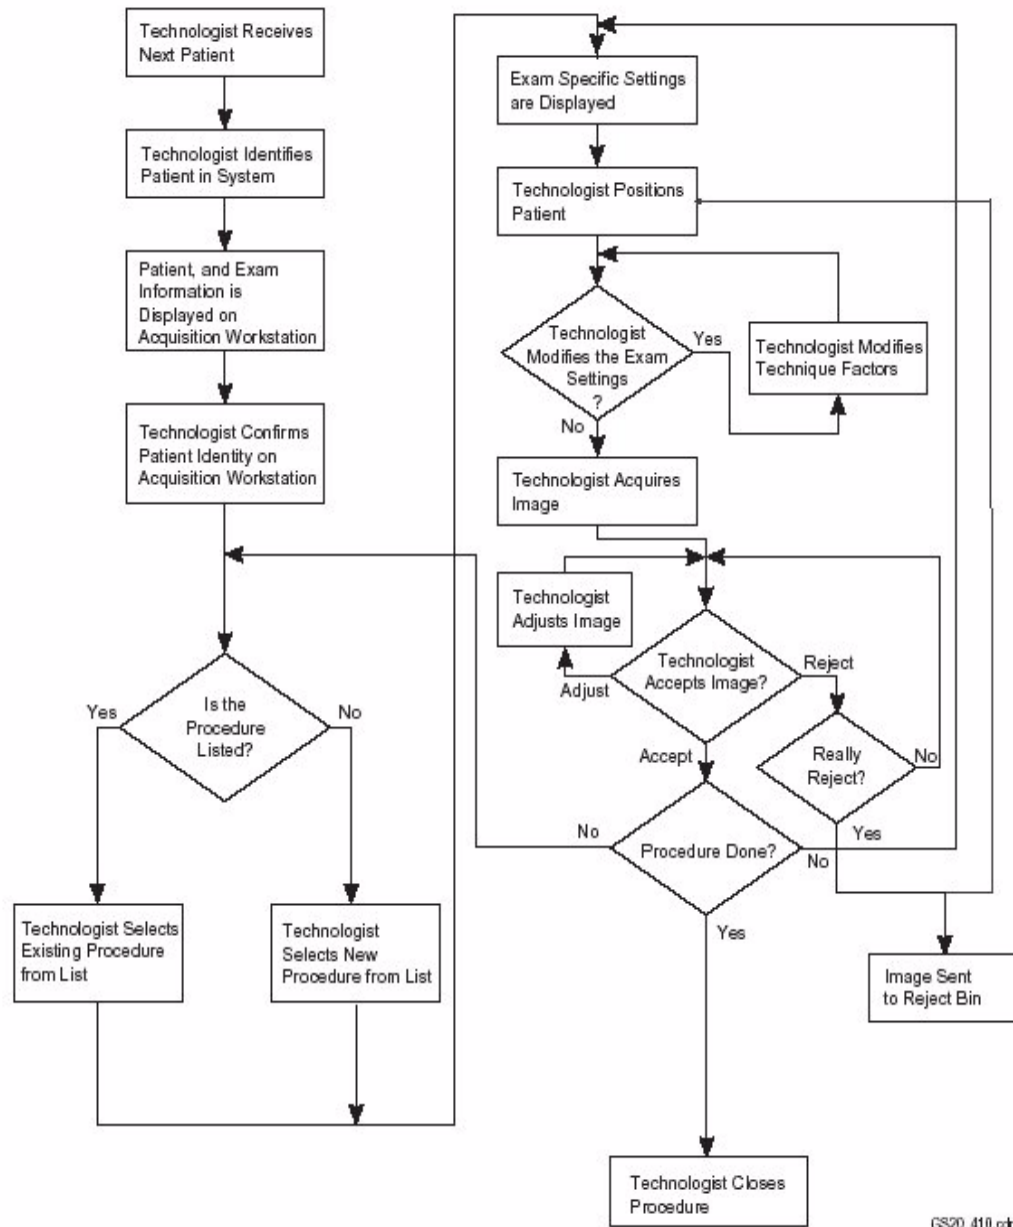 Technologist Receives
Next Patient
Technologist Identifies
Patient in System
Patient, and Exam
Information is
Displayed on
Acquisition Workstation
Technologist Confirms
Patient Identity on
Acquisition Workstation
Is the
Procedure
Listed?
Yes
No
Technologist Selects
Existing Procedure
from List
Technologist
Selects New
Procedure from List
Exam Specific Settings
are Displayed
Technologist Positions
Patient
Technologist
Modifies the Exam
Settings
?
Yes
No
Technologist Modifies
Technique Factors
Technologist Acquires
Image
Technologist
Adjusts Image
Technologist
Accepts Image?
Adjust
Reject
Accept
Really
Reject?
No
Yes
Procedure Done?
No
No
Yes
Image Sent
to Reject Bin
Technologist Closes
Procedure